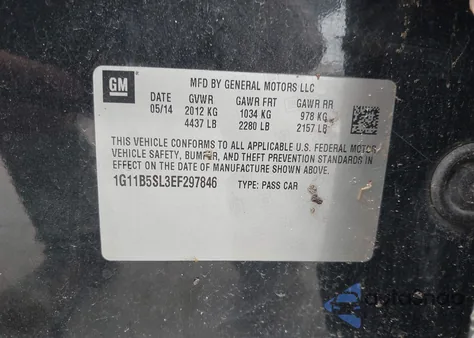 GM
MFD BY GENERAL MOTORS LLC
DATE GVWR GAWR FRT GAWR RR
05/14 2012 KG 1034 KG 978 KG
4437 LB 2280 LB 2157 LB
THIS VEHICLE CONFORMS TO ALL APPLICABLE U.S. FEDERAL MOTOR
VEHICLE SAFETY, BUMPER, AND THEFT PREVENTION STANDARDS IN
EFFECT ON THE DATE OF MANUFACTURE SHOWN ABOVE.
1G11B5SL3EF297846 TYPE: PASS CAR